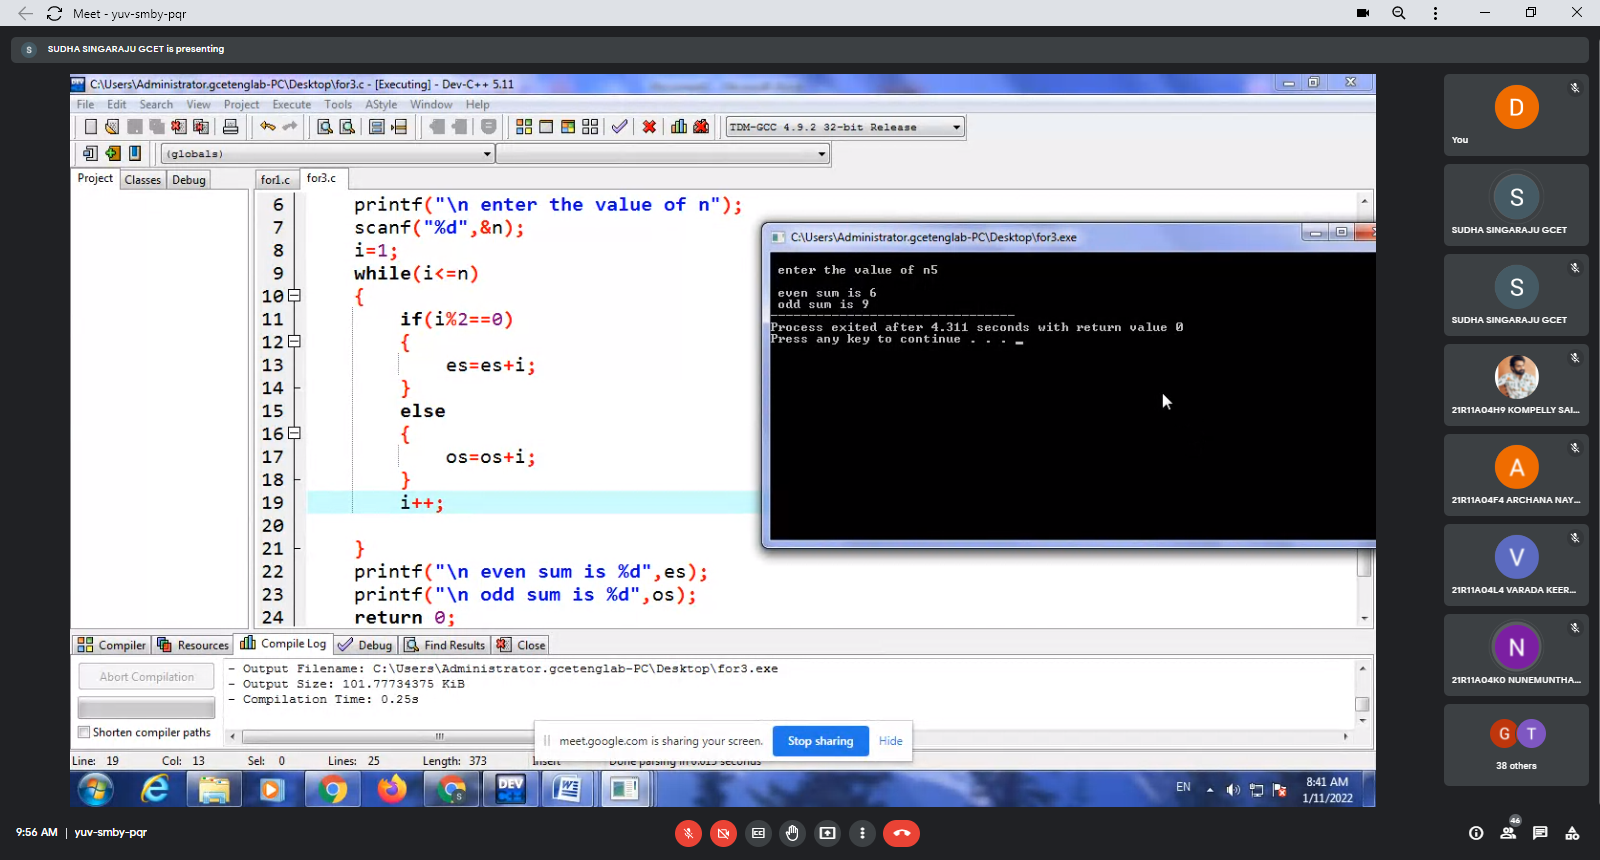 Meet - yuv-smby-pqr
S SUDHA SINGARAJU GCET is presenting
C:\Users\Administrator.gcetenglab-PC\Desktop\for3.c - [Executing] - Dev-C++ 5.11
File Edit Search View Project Execute Tools AStyle Window Help
TDM-GCC 4.9.2 32-bit Release
(globals)
Project Classes Debug
for1.c for3.c
6 printf("\n enter the value of n");
7 scanf("%d",&n);
8 i=1;
9 while(i<=n)
10 {
11 if(i%2==0)
12 {
13 es=es+i;
14 }
15 else
16 {
17 os=os+i;
18 }
19 i++;
20
21 }
22 printf("\n even sum is %d",es);
23 printf("\n odd sum is %d",os);
24 return 0;
C:\Users\Administrator.gcetenglab-PC\Desktop\for3.exe
enter the value of n5
even sum is 6
odd sum is 9
--------------------------------
Process exited after 4.311 seconds with return value 0
Press any key to continue . . . _
Compiler Resources Compile Log Debug Find Results Close
Abort Compilation
Shorten compiler paths
- Output Filename: C:\Users\Administrator.gcetenglab-PC\Desktop\for3.exe
- Output Size: 101.77734375 KiB
- Compilation Time: 0.25s
meet.google.com is sharing your screen. Stop sharing Hide
Line: 19 Col: 13 Sel: 0 Lines: 25 Length: 373 Insert Done parsing in 0.015 seconds
DEV C++
S
EN
8:41 AM
1/11/2022
D
You
S
SUDHA SINGARAJU GCET
S
SUDHA SINGARAJU GCET
21R11A04H9 KOMPELLY SAI...
A
21R11A04F4 ARCHANA NAY...
V
21R11A04L4 VARADA KEER...
N
21R11A04K0 NUNEMUNTHA...
G T
38 others
9:56 AM | yuv-smby-pqr
46